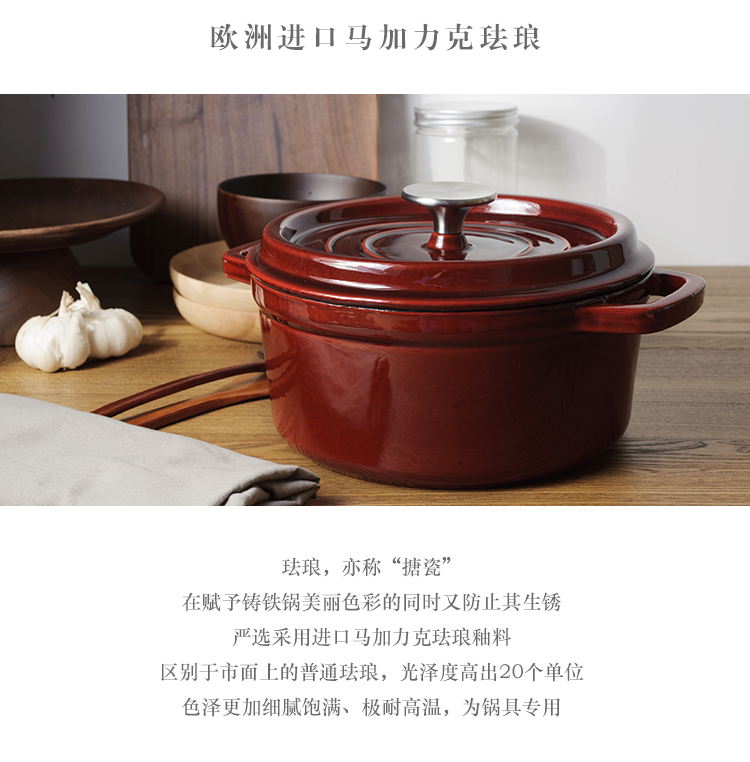 欧洲进口马加力克珐琅
珐琅，亦称“搪瓷”
在赋予铸铁锅美丽色彩的同时又防止其生锈
严选采用进口马加力克珐琅釉料
区别于市面上的普通珐琅，光泽度高出20个单位
色泽更加细腻饱满、极耐高温，为锅具专用